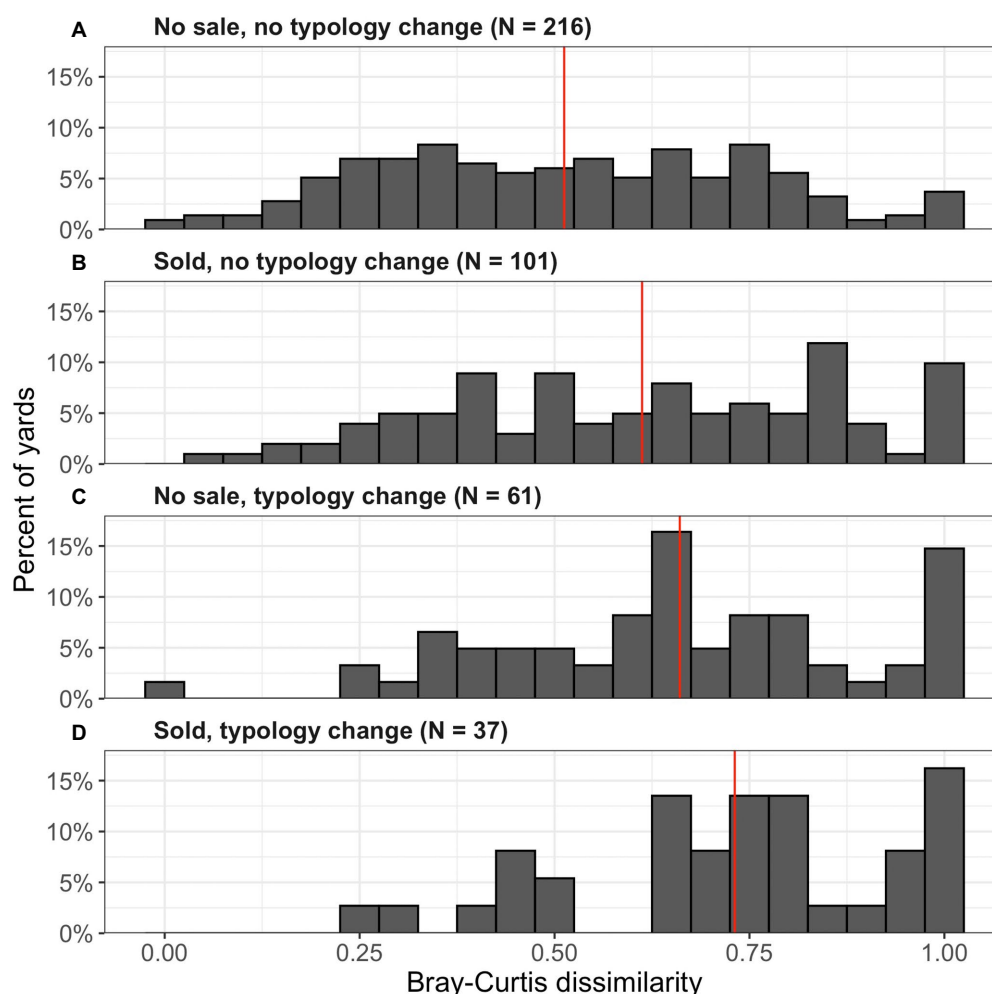 A No sale, no typology change (N = 216)
15%
10%
5%
0%
B Sold, no typology change (N = 101)
15%
10%
5%
0%
C No sale, typology change (N = 61)
15%
10%
5%
0%
D Sold, typology change (N = 37)
15%
10%
5%
0%
Percent of yards
0.00 0.25 0.50 0.75 1.00
Bray-Curtis dissimilarity